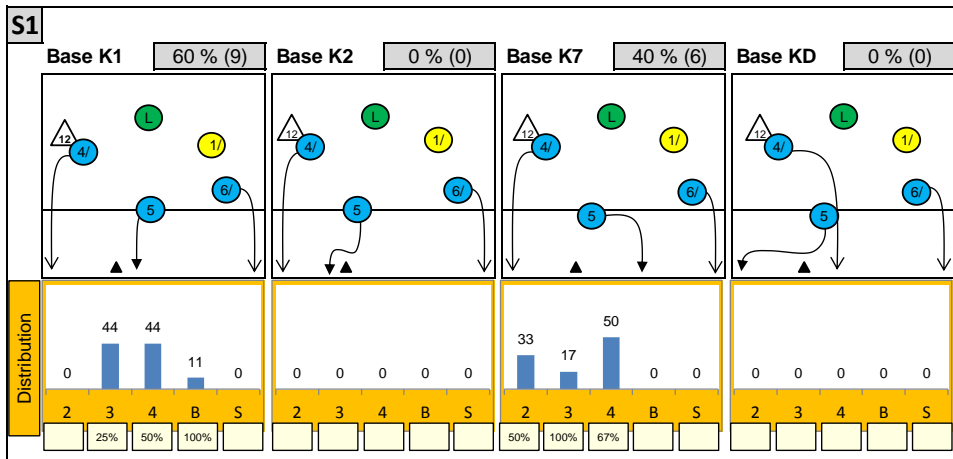 S1
Base K1 60 % (9) Base K2 0 % (0) Base K7 40 % (6) Base KD 0 % (0)
L L L L
12 4/ 1/ 12 4/ 1/ 12 4/ 1/ 12 4/ 1/
6/ 6/ 6/ 6/
5 5 5 5
Distribution
0 44 44 11 0 0 0 0 0 0 33 17 50 0 0 0 0 0 0 0
2 3 4 B S 2 3 4 B S 2 3 4 B S 2 3 4 B S
25% 50% 100% 50% 100% 67%